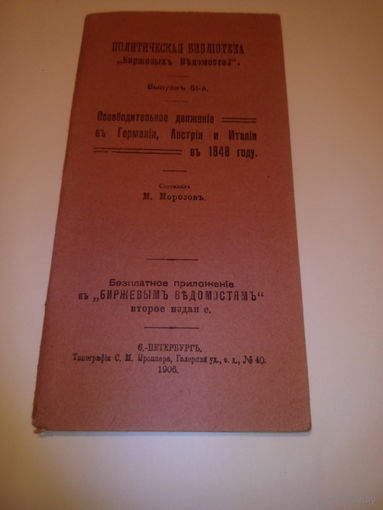 ПОЛИТИЧЕСКАЯ БИБЛІОТЕКА
„Биржевыхъ Вѣдомостей".
Выпускъ 61-й.
Освободительное движеніе
въ Германіи, Австріи и Италіи
въ 1848 году.
Составилъ
М. Морозовъ.
Безплатное приложеніе
къ „БИРЖЕВЫМЪ ВѢДОМОСТЯМЪ"
второе издан е.
С.-ПЕТЕРБУРГЪ.
Типографія С. М. Проппера, Галерная ул., с. д., № 40.
1906.